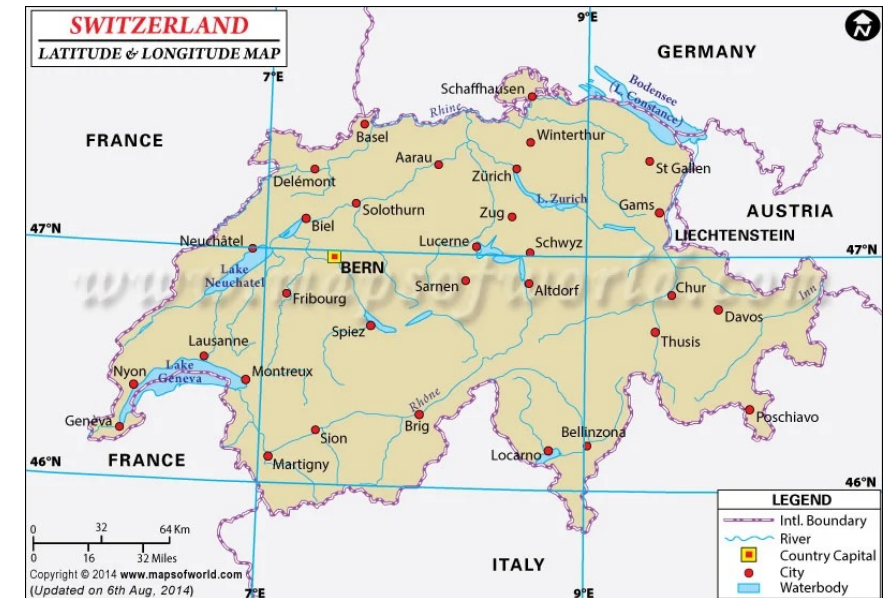 SWITZERLAND
LATITUDE & LONGITUDE MAP
9°E
N
7°E
GERMANY
Bodensee
(L. Constance)
Schaffhausen
Rhine
FRANCE
Basel
Winterthur
Aarau
Zürich
St Gallen
Delémont
L. Zurich
Solothurn
Zug
Gams
AUSTRIA
Biel
47°N
LIECHTENSTEIN
Neuchâtel
Lucerne
Schwyz
47°N
BERN
Lake
Neuchatel
www.mapsofworld.com
Sarnen
Altdorf
Chur
Inn
Fribourg
Davos
Spiez
Lausanne
Thusis
Lake
Geneva
Nyon
Montreux
Rhône
Poschiavo
Geneva
Brig
Sion
Bellinzona
Locarno
46°N
FRANCE
Martigny
46°N
LEGEND
Intl. Boundary
River
Country Capital
City
Waterbody
0 32 64 Km
0 16 32 Miles
ITALY
Copyright © 2014 www.mapsofworld.com
(Updated on 6th Aug, 2014)
7°E
9°E